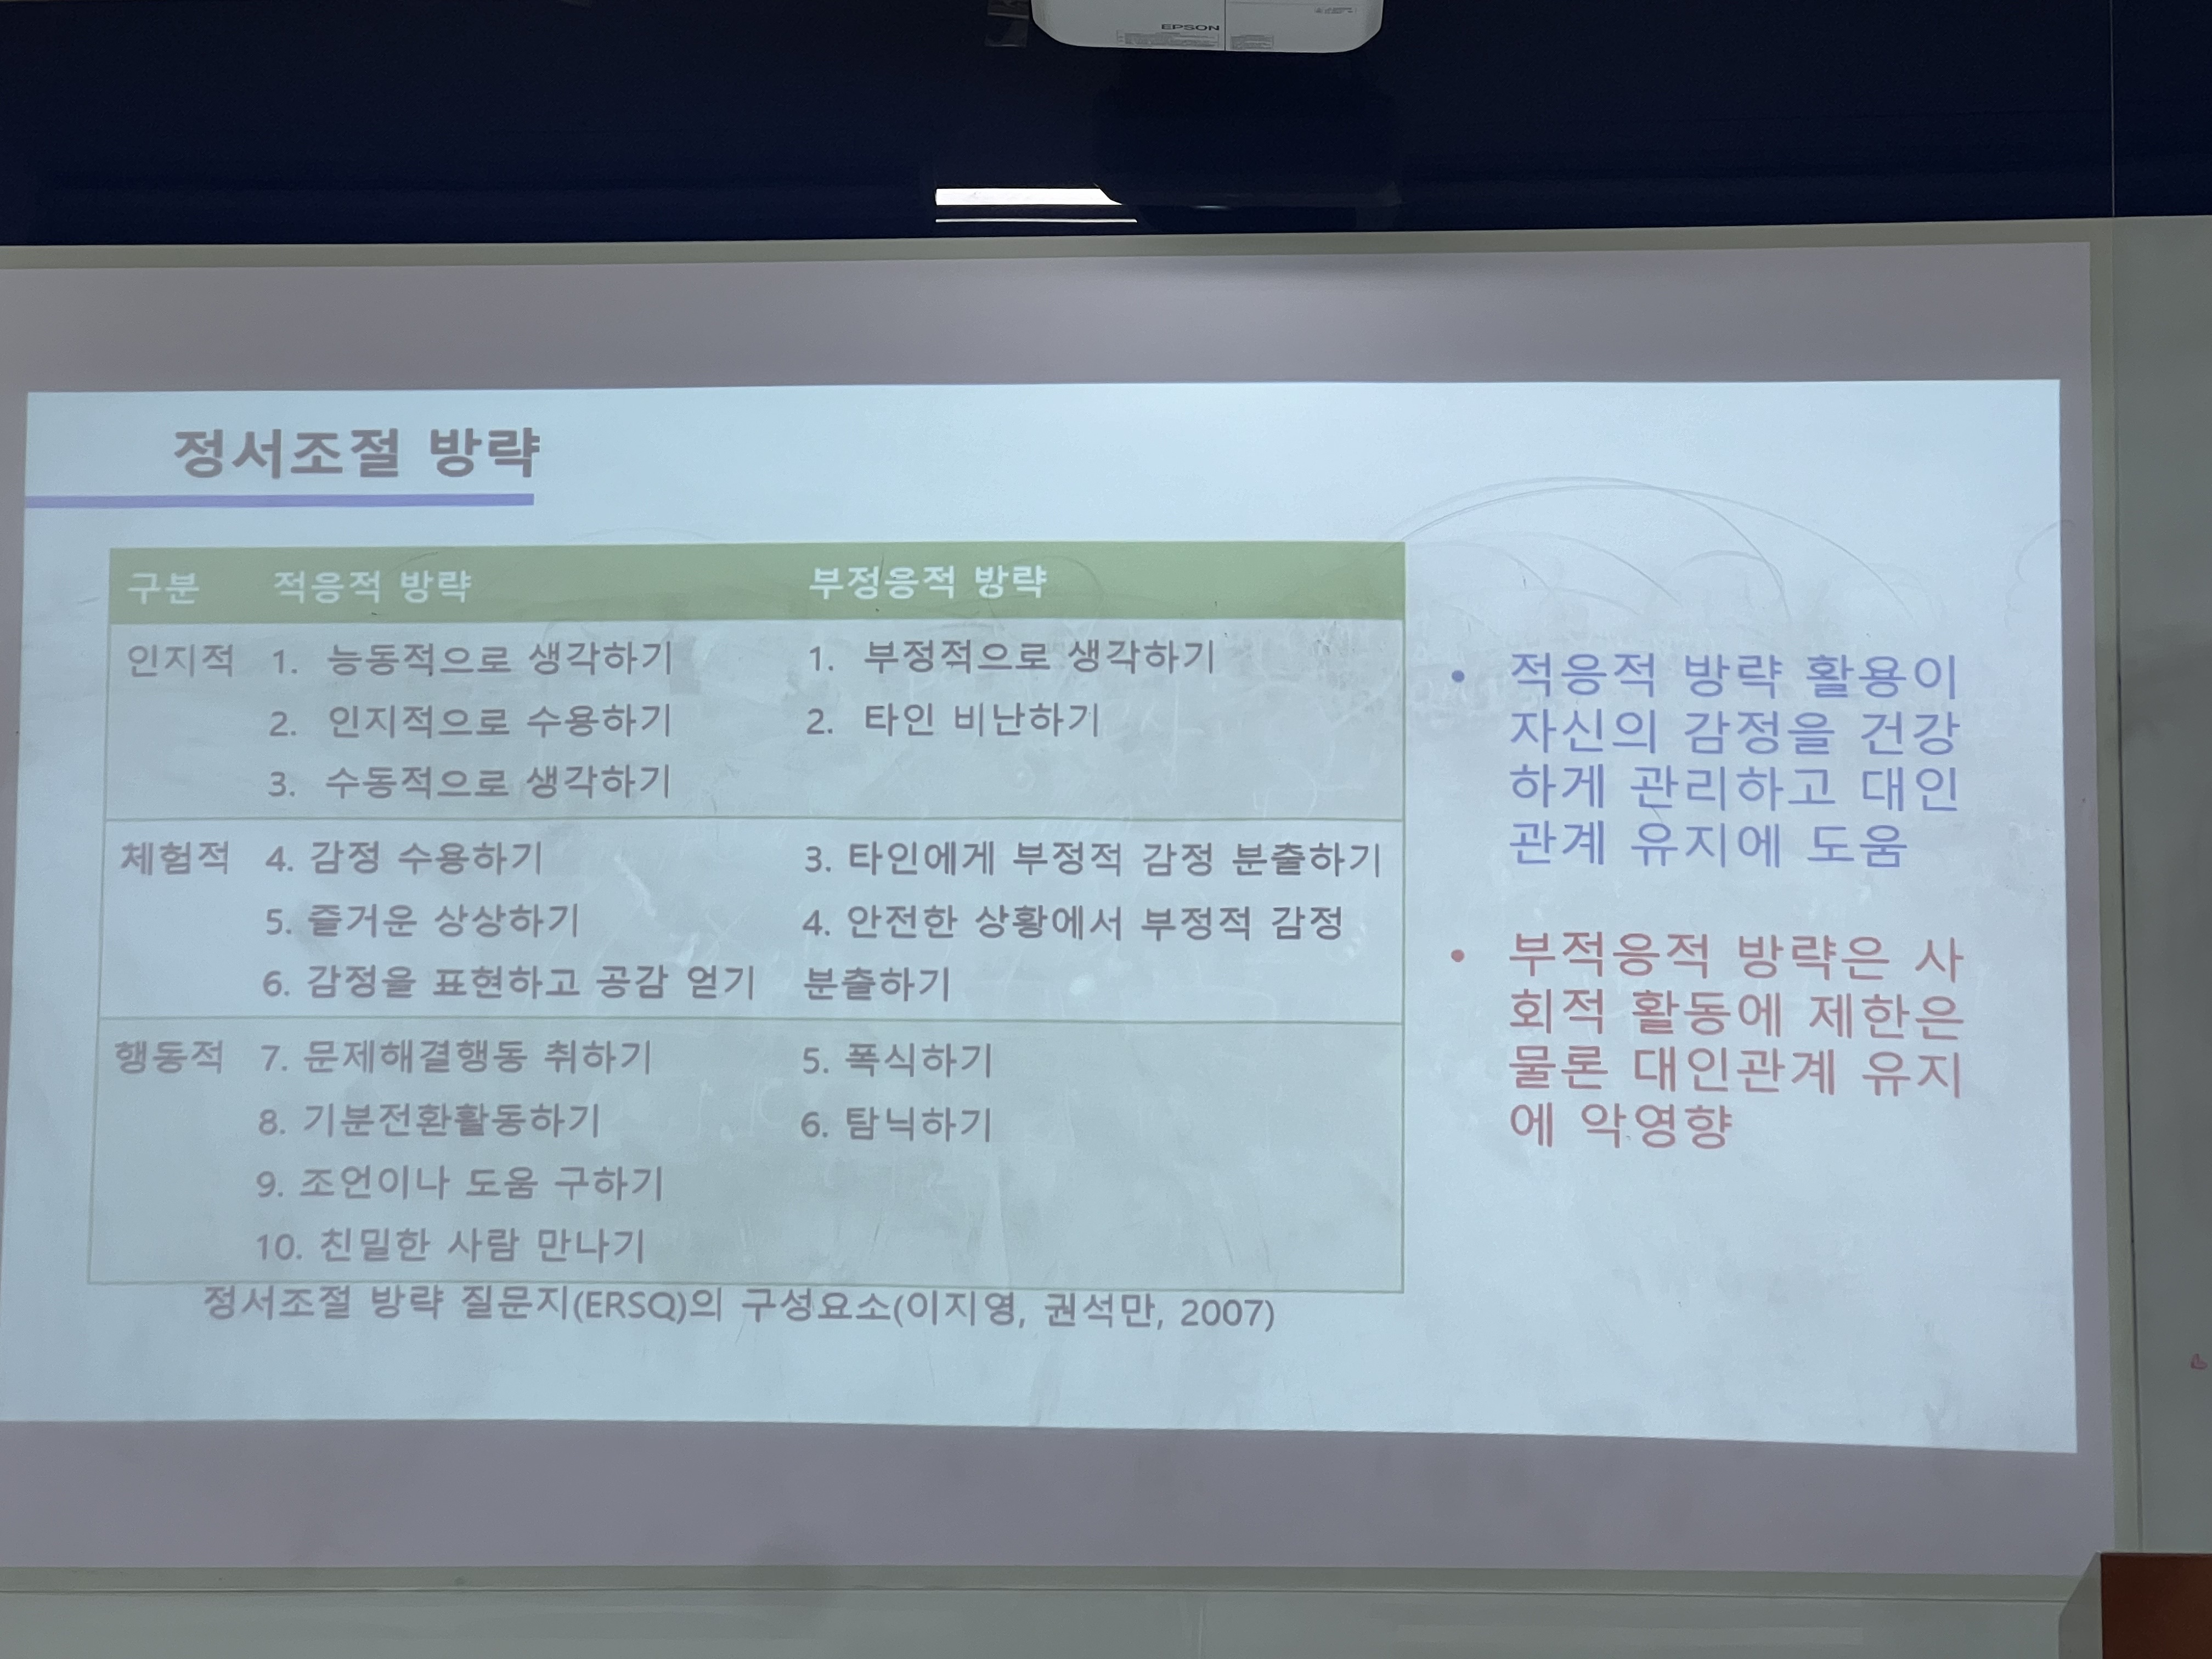 EPSON
정서조절 방략
구분 적응적 방략 부정응적 방략
인지적 1. 능동적으로 생각하기 1. 부정적으로 생각하기
2. 인지적으로 수용하기 2. 타인 비난하기
3. 수동적으로 생각하기
체험적 4. 감정 수용하기 3. 타인에게 부정적 감정 분출하기
5. 즐거운 상상하기 4. 안전한 상황에서 부정적 감정
6. 감정을 표현하고 공감 얻기 분출하기
행동적 7. 문제해결행동 취하기 5. 폭식하기
8. 기분전환활동하기 6. 탐닉하기
9. 조언이나 도움 구하기
10. 친밀한 사람 만나기
정서조절 방략 질문지(ERSQ)의 구성요소(이지영, 권석만, 2007)
• 적응적 방략 활용이
자신의 감정을 건강
하게 관리하고 대인
관계 유지에 도움
• 부적응적 방략은 사
회적 활동에 제한은
물론 대인관계 유지
에 악영향